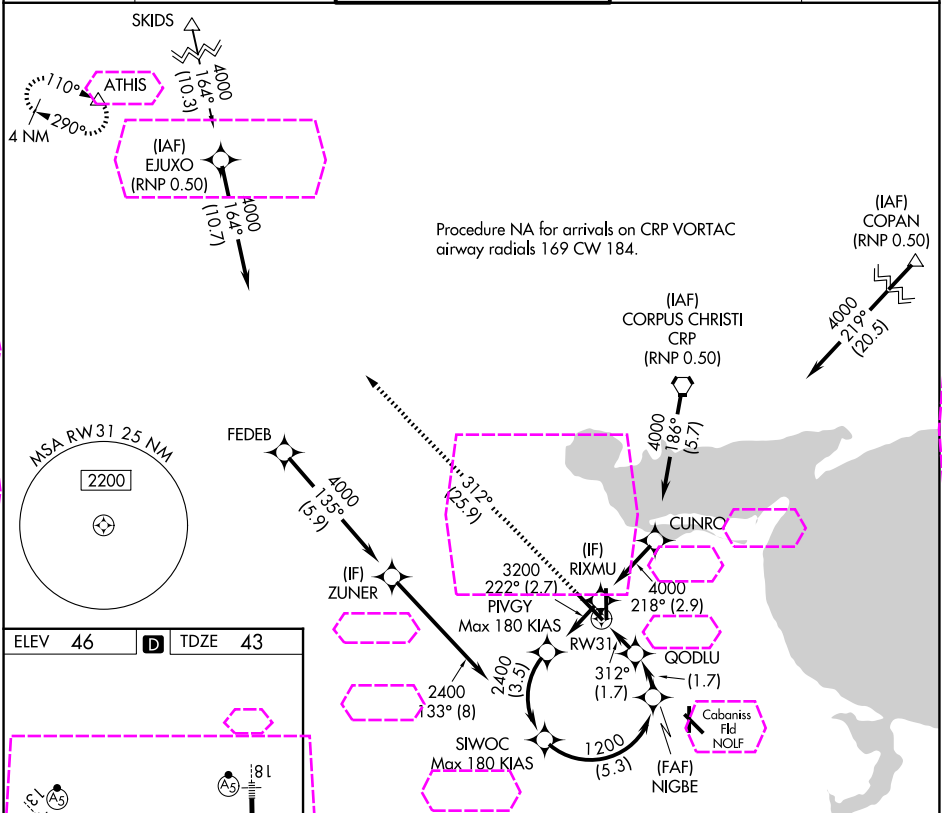 SKIDS
4000
164°
(10.3)
110°
ATHIS
290°
4 NM
(IAF)
EJUXO
(RNP 0.50)
4000
164°
(10.7)
Procedure NA for arrivals on CRP VORTAC
airway radials 169 CW 184.
(IAF)
COPAN
(RNP 0.50)
4000
219°
(20.5)
(IAF)
CORPUS CHRISTI
CRP
(RNP 0.50)
4000
186°
(5.7)
MSA RW31 25 NM
2200
FEDEB
4000
135°
(5.9)
312°
(25.9)
CUNRO
(IF)
RIXMU
(IF)
ZUNER
3200
222° (2.7)
4000
218° (2.9)
PIVGY
Max 180 KIAS
RW31
312°
(1.7)
QODLU
(1.7)
2400
(3.5)
2400
133° (8)
SIWOC
Max 180 KIAS
1200
(5.3)
(FAF)
NIGBE
Cabaniss
Fld
NOLF
ELEV 46
D
TDZE 43
13
A5
A5
18